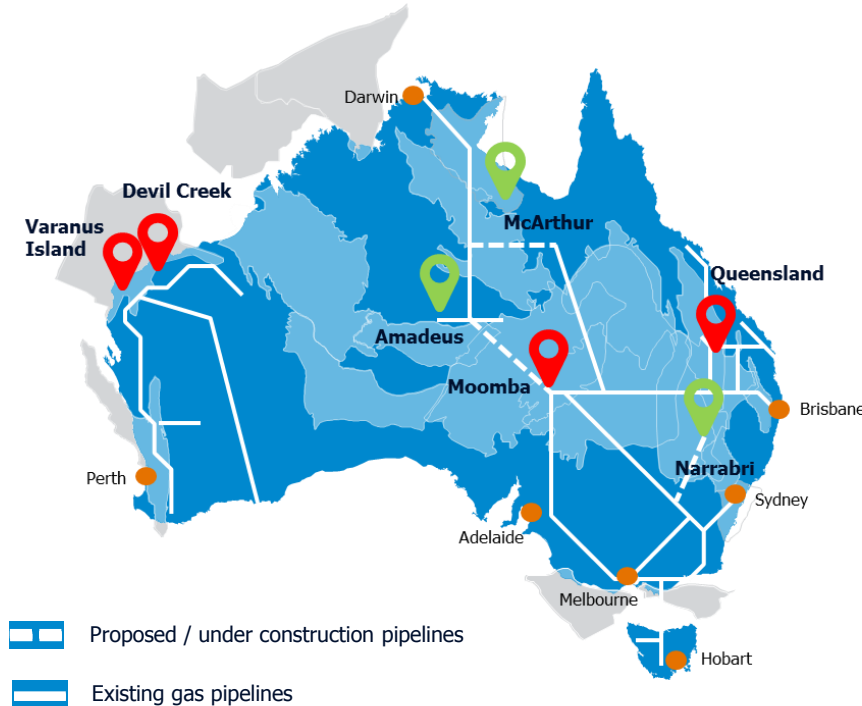 Darwin
Devil Creek
Varanus
Island
McArthur
Queensland
Amadeus
Moomba
Brisbane
Narrabri
Perth
Sydney
Adelaide
Melbourne
Hobart
Proposed / under construction pipelines
Existing gas pipelines